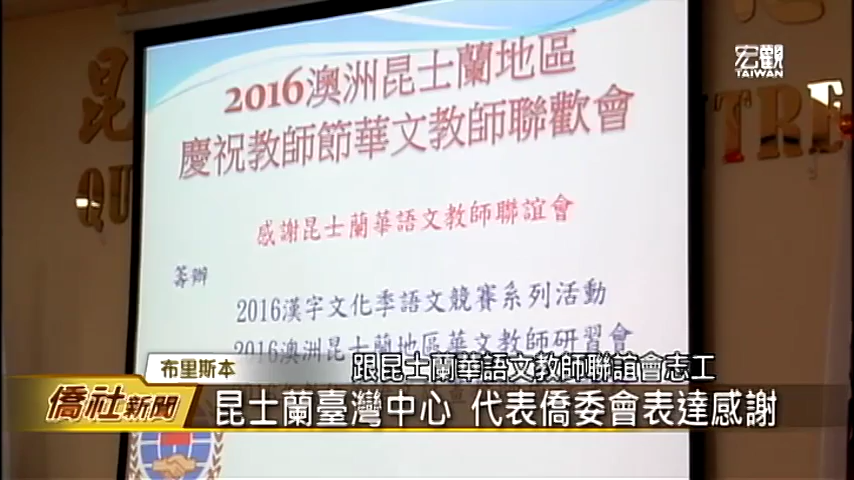 宏觀
TAIWAN
昆
QU
TRE
2016澳洲昆士蘭地區
慶祝教師節華文教師聯歡會
感謝昆士蘭華語文教師聯誼會
籌辦
2016漢字文化季語文競賽系列活動
2016澳洲昆士蘭地區華文教師研習會
布里斯本
跟昆士蘭華語文教師聯誼會志工
僑社新聞
昆士蘭臺灣中心 代表僑委會表達感謝